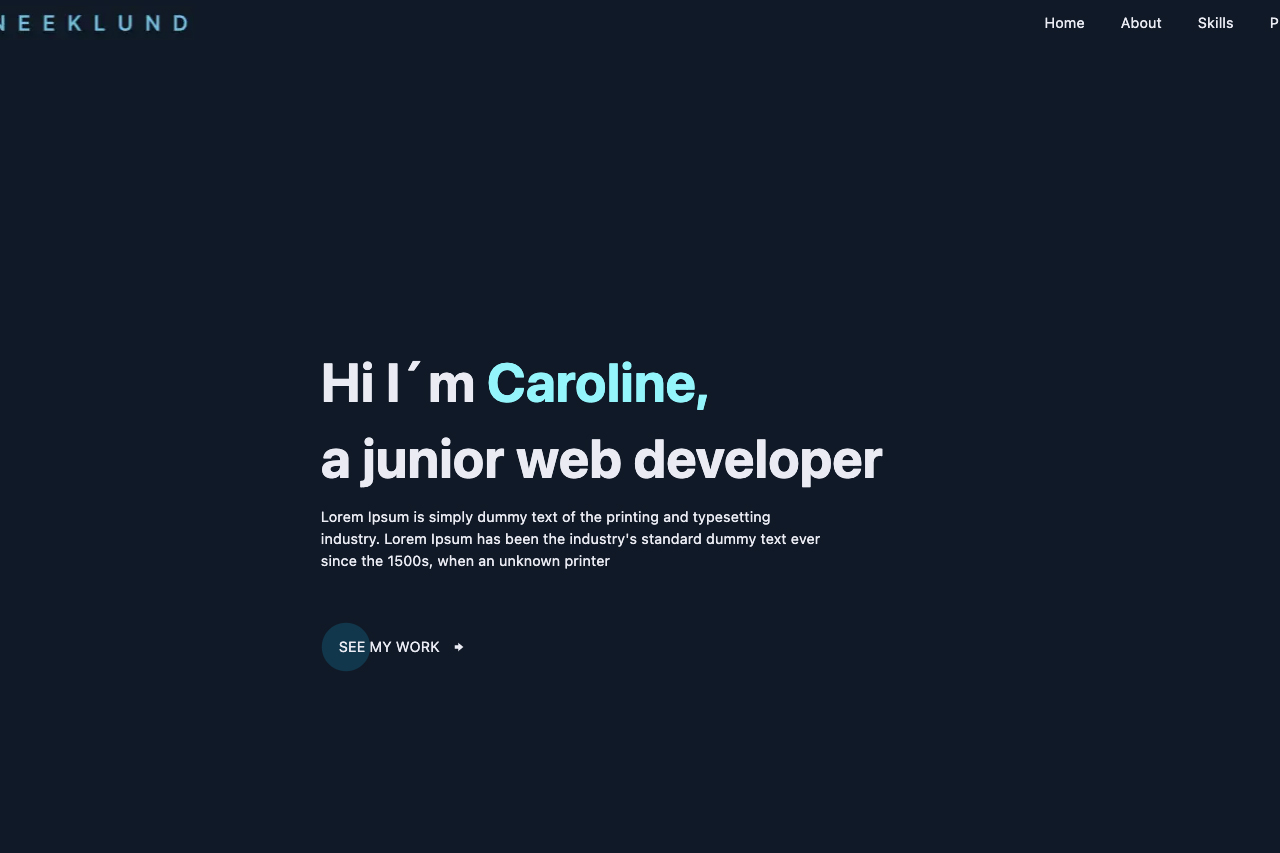 NEEKLUND
Home About Skills P
Hi I´m Caroline,
a junior web developer
Lorem Ipsum is simply dummy text of the printing and typesetting
industry. Lorem Ipsum has been the industry's standard dummy text ever
since the 1500s, when an unknown printer
SEE MY WORK